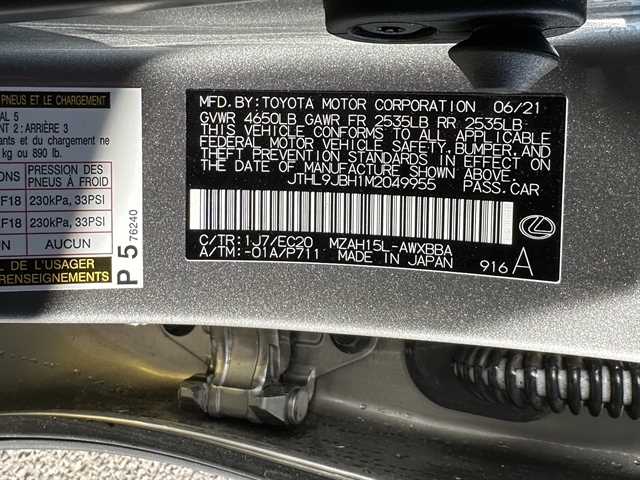 PNEUS ET CHARGEMENT
AL 5
NT 2: ARRIÈRE 3
nts et du chargement ne
kg ou 890 lb.
ONS
PRESSION DES
PNEUS À FROID
F18
230kPa, 33PSI
F18
230kPa, 33PSI
AUCUN
L DE L'USAGER
RENSEIGNEMENTS
P 5 76240
MFD. BY: TOYOTA MOTOR CORPORATION 06/21
GVWR 4650LB GAWR FR 2535LB RR 2535LB
THIS VEHICLE CONFORMS TO ALL APPLICABLE
FEDERAL MOTOR VEHICLE SAFETY, BUMPER, AND
THEFT PREVENTION STANDARDS IN EFFECT ON
THE DATE OF MANUFACTURE SHOWN ABOVE.
JTHL9JBH1M2049955 PASS.CAR
C/TR: 1J7/EC20 MZAH15L-AWXBBA
A/TM: -01A/P711 MADE IN JAPAN
916 A